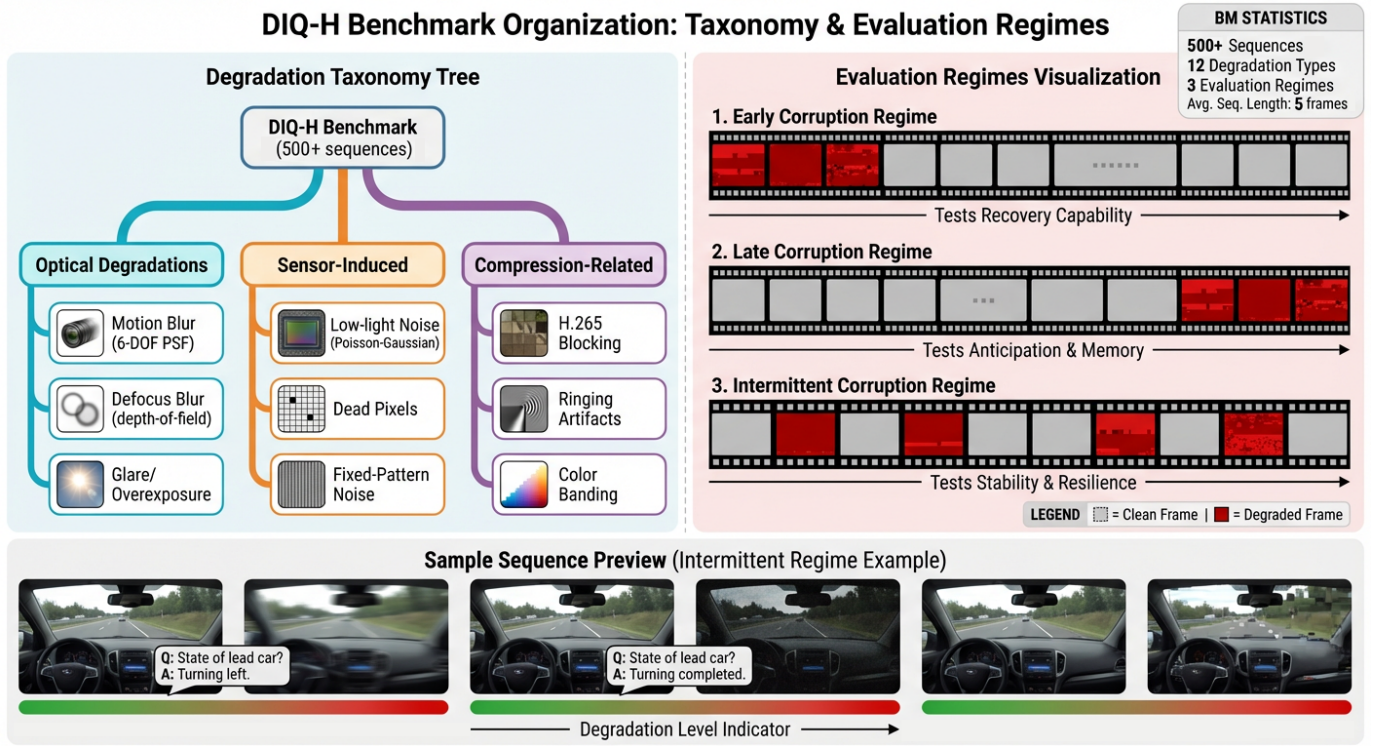 DIQ-H Benchmark Organization: Taxonomy & Evaluation Regimes
BM STATISTICS
500+ Sequences
12 Degradation Types
3 Evaluation Regimes
Avg. Seq. Length: 5 frames
Degradation Taxonomy Tree
DIQ-H Benchmark
(500+ sequences)
Optical Degradations
Motion Blur
(6-DOF PSF)
Defocus Blur
(depth-of-field)
Glare/
Overexposure
Sensor-Induced
Low-light Noise
(Poisson-Gaussian)
Dead Pixels
Fixed-Pattern
Noise
Compression-Related
H.265
Blocking
Ringing
Artifacts
Color
Banding
Evaluation Regimes Visualization
1. Early Corruption Regime
Tests Recovery Capability
2. Late Corruption Regime
Tests Anticipation & Memory
3. Intermittent Corruption Regime
Tests Stability & Resilience
LEGEND = Clean Frame | = Degraded Frame
Sample Sequence Preview (Intermittent Regime Example)
Q: State of lead car?
A: Turning left.
Q: State of lead car?
A: Turning completed.
Degradation Level Indicator